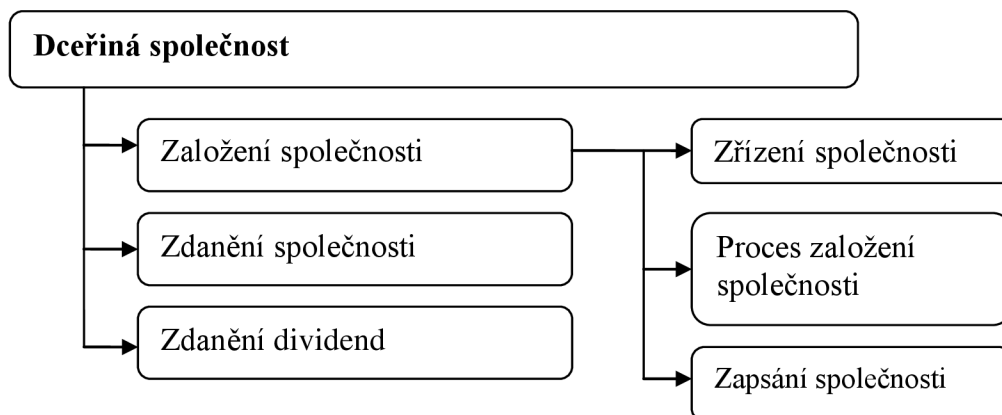 Dceřiná společnost
Založení společnosti
Zřízení společnosti
Zdanění společnosti
Proces založení
společnosti
Zdanění dividend
Zapsání společnosti